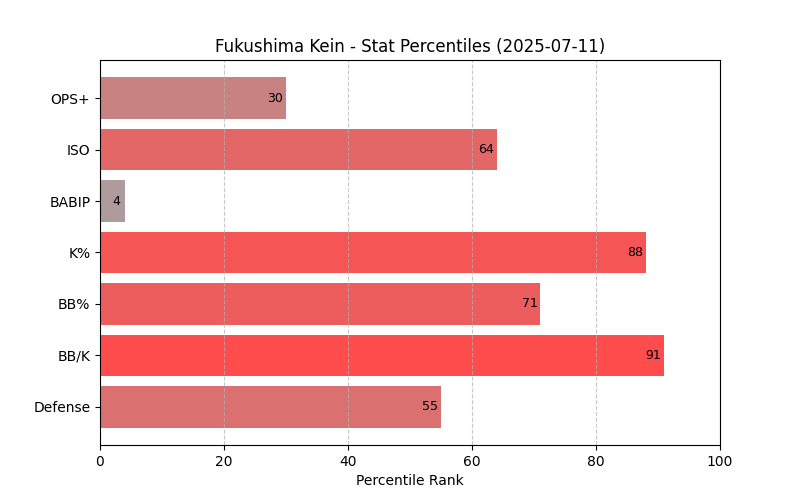 Fukushima Kein - Stat Percentiles (2025-07-11)
OPS+ 30
ISO 64
BABIP 4
K% 88
BB% 71
BB/K 91
Defense 55
0 20 40 60 80 100
Percentile Rank